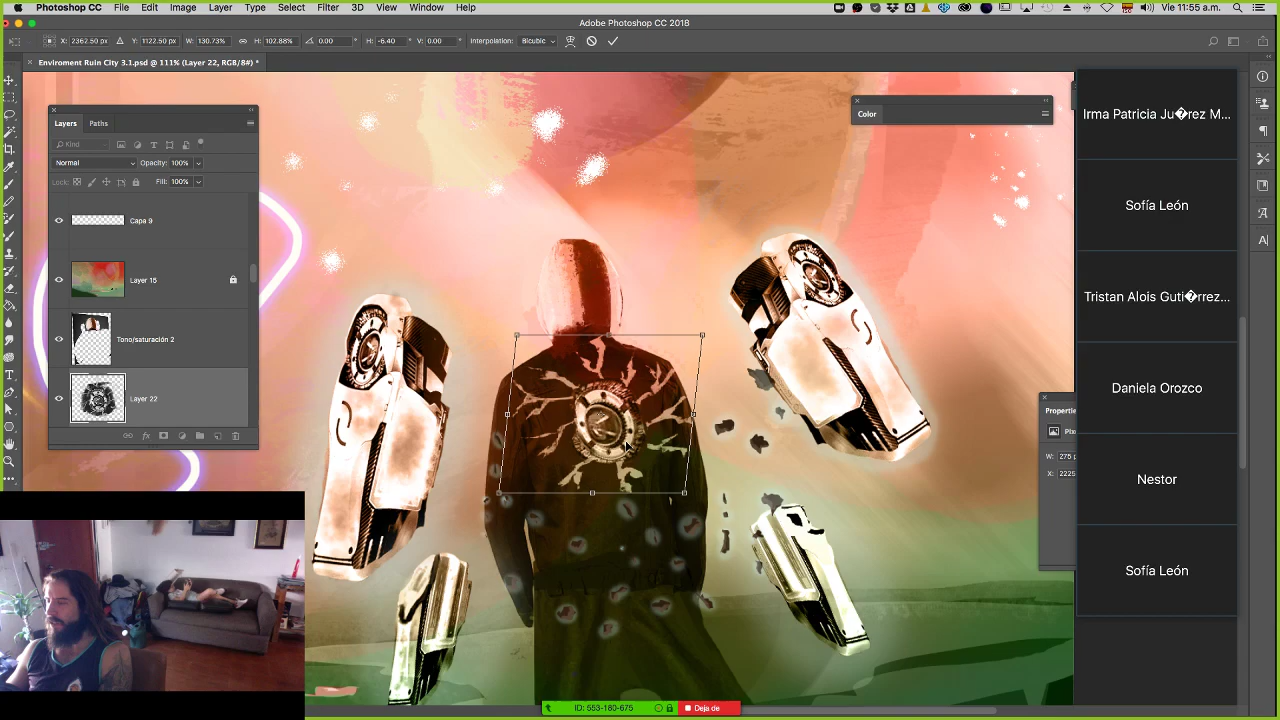 Photoshop CC File Edit Image Layer Type Select Filter 3D View Window Help Vie 11:55 a.m.
Adobe Photoshop CC 2018
X: 2362.50 px Y: 1122.50 px W: 130.73% H: 102.88% 0.00 ° H: -6.40 ° V: 0.00 ° Interpolation: Bicubic
Enviroment Ruin City 3.1.psd @ 111% (Layer 22, RGB/8#) *
Layers Paths
Kind
Normal Opacity: 100%
Lock: Fill: 100%
Capa 9
Layer 15
Tono/saturación 2
Layer 22
fx
Color
Irma Patricia Ju�rez M...
Sofía León
Tristan Alois Guti�rrez...
Daniela Orozco
Nestor
Sofía León
Propertie
Pix
W: 275 p
X: 2225
ID: 553-180-675 Deja de